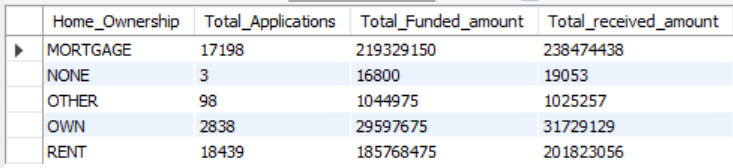 Home_Ownership Total_Applications Total_Funded_amount Total_received_amount
MORTGAGE 17198 219329150 238474438
NONE 3 16800 19053
OTHER 98 1044975 1025257
OWN 2838 29597675 31729129
RENT 18439 185768475 201823056